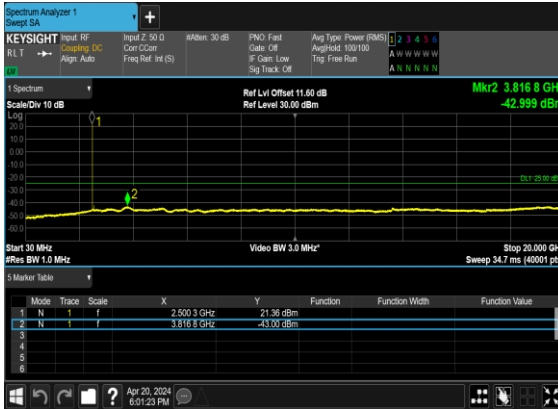 Spectrum Analyzer 1
Swept SA
+
KEYSIGHT Input: RF Input Z: 50 Ω #Atten: 30 dB PNO: Fast Avg Type: Power (RMS) 1 2 3 4 5 6
RLT Coupling: DC Corr CCorr Gate: Off Avg|Hold: 100/100 A W W W W W
Align: Auto Freq Ref: Int (S) IF Gain: Low Trig: Free Run
Sig Track: Off A N N N N N
1 Spectrum Ref Lvl Offset 11.60 dB Mkr2 3.816 8 GH
Scale/Div 10 dB Ref Level 30.00 dBm -42.999 dB
Log
20.0
10.0
0.00
-10.0
-20.0
-30.0
-40.0
-50.0
-60.0
1
2
Start 30 MHz Video BW 3.0 MHz* Stop 20.000 GH
#Res BW 1.0 MHz Sweep 34.7 ms (40001 pt
5 Marker Table
Mode Trace Scale X Y Function Function Width Function Value
1 N 1 f 2.500 3 GHz 21.36 dBm
2 N 1 f 3.816 8 GHz -43.00 dBm
3
4
5
6
? Apr 20, 2024
6:01:23 PM